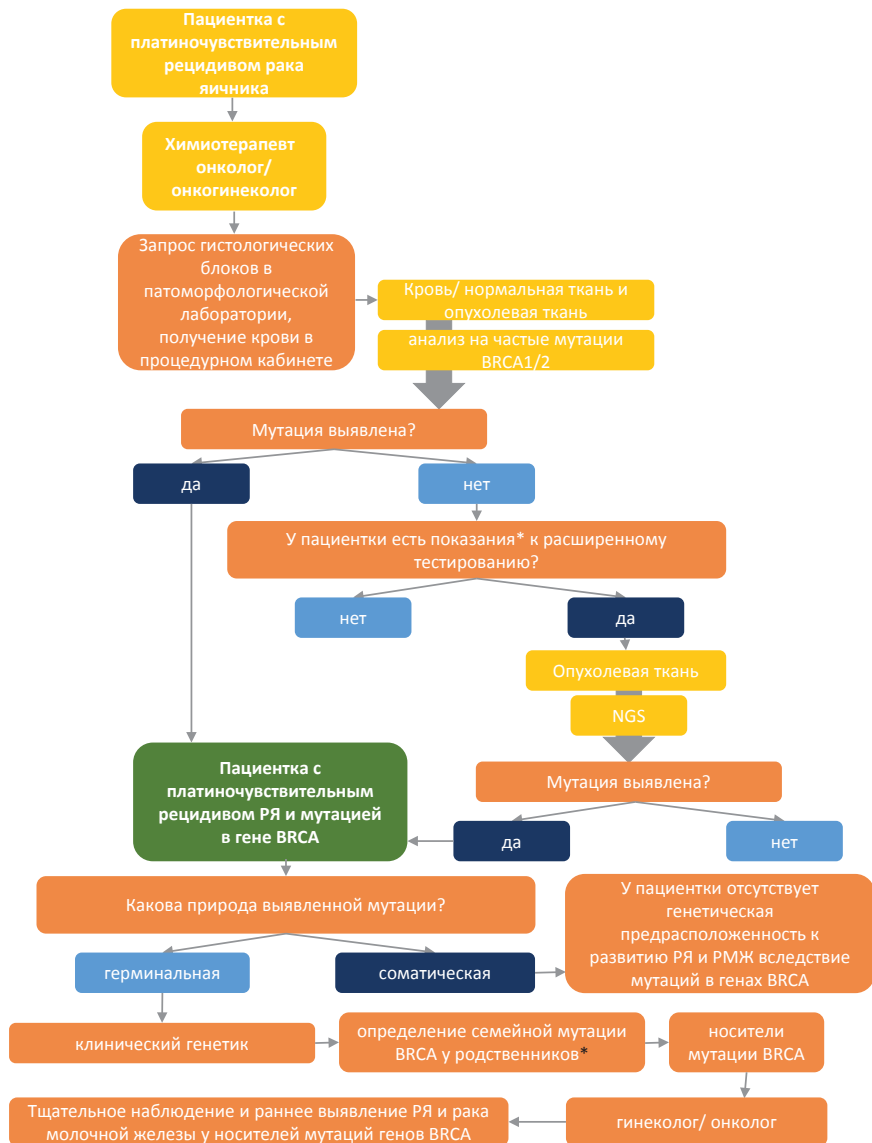 Пациентка с
платиночувствительным
рецидивом рака
яичника
Химиотерапевт
онколог/
онкогинеколог
Запрос гистологических
блоков в
патоморфологической
лаборатории,
получение крови в
процедурном кабинете
Кровь/ нормальная ткань и
опухолевая ткань
анализ на частые мутации
BRCA1/2
Мутация выявлена?
да
нет
У пациентки есть показания* к расширенному
тестированию?
нет
да
Опухолевая ткань
NGS
Мутация выявлена?
да
нет
Пациентка с
платиночувствительным
рецидивом РЯ и мутацией
в гене BRCA
Какова природа выявленной мутации?
герминальная
соматическая
У пациентки отсутствует
генетическая
предрасположенность к
развитию РЯ и РМЖ вследствие
мутаций в генах BRCA
клинический генетик
определение семейной мутации
BRCA у родственников*
носители
мутации BRCA
гинеколог/ онколог
Тщательное наблюдение и раннее выявление РЯ и рака
молочной железы у носителей мутаций генов BRCA